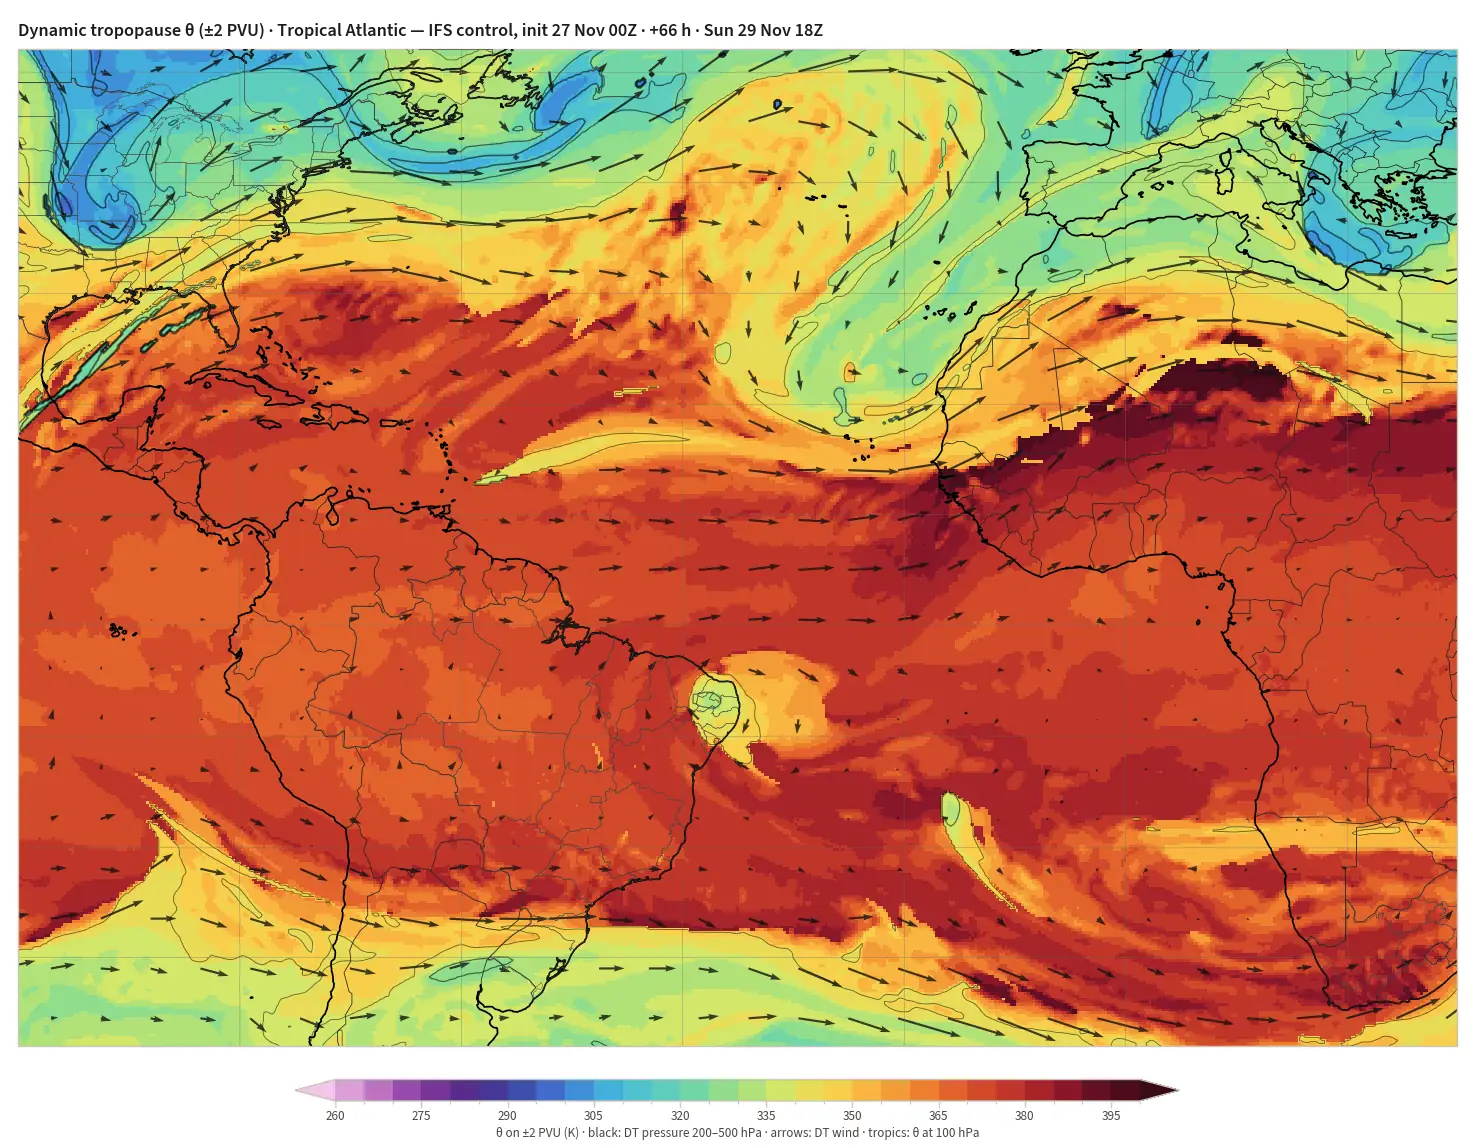 Dynamic tropopause θ (±2 PVU) · Tropical Atlantic — IFS control, init 27 Nov 00Z · +66 h · Sun 29 Nov 18Z
260 275 290 305 320 335 350 365 380 395
θ on ±2 PVU (K) · black: DT pressure 200–500 hPa · arrows: DT wind · tropics: θ at 100 hPa